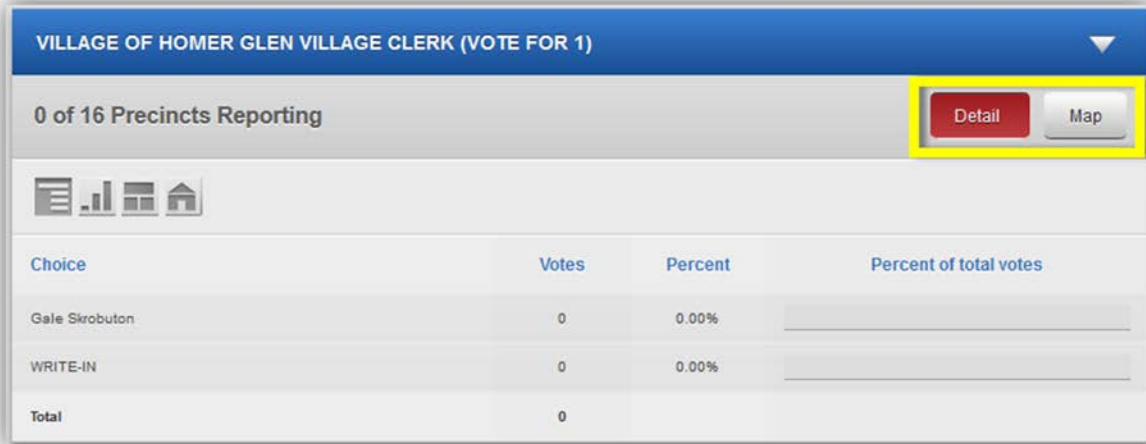 VILLAGE OF HOMER GLEN VILLAGE CLERK (VOTE FOR 1)
0 of 16 Precincts Reporting Detail Map
Choice Votes Percent Percent of total votes
Gale Skrobuton 0 0.00%
WRITE-IN 0 0.00%
Total 0